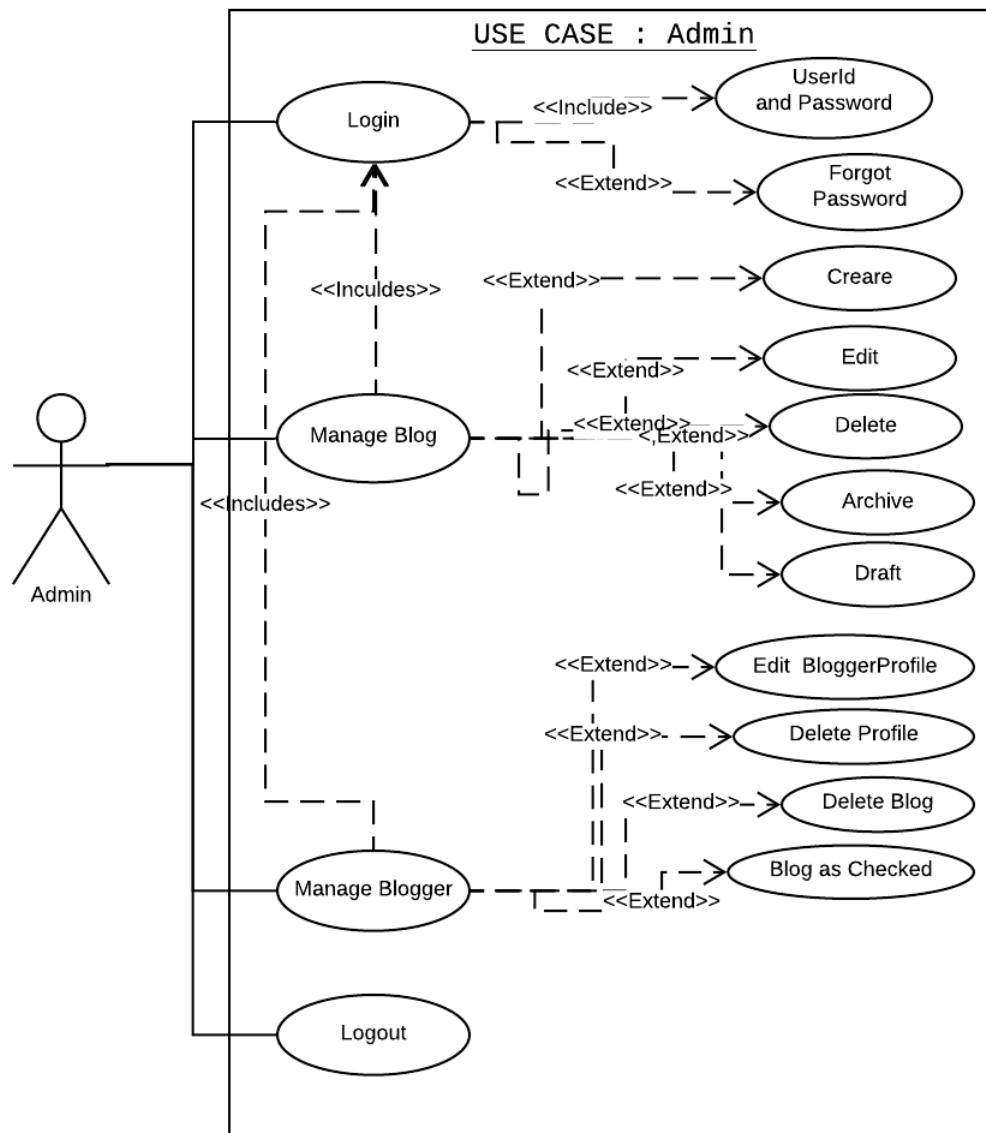 USE CASE : Admin
UserId
and Password
Login
<<Include>>
Forgot
Password
<<Extend>>
Creare
<<Extend>>
<<Inculdes>>
Edit
<<Extend>>
Manage Blog
<<Extend>>
<,Extend>>
Delete
<<Extend>>
Archive
<<Includes>>
Draft
Admin
<<Extend>>
Edit BloggerProfile
<<Extend>>
Delete Profile
<<Extend>>
Delete Blog
Manage Blogger
<<Extend>>
Blog as Checked
Logout